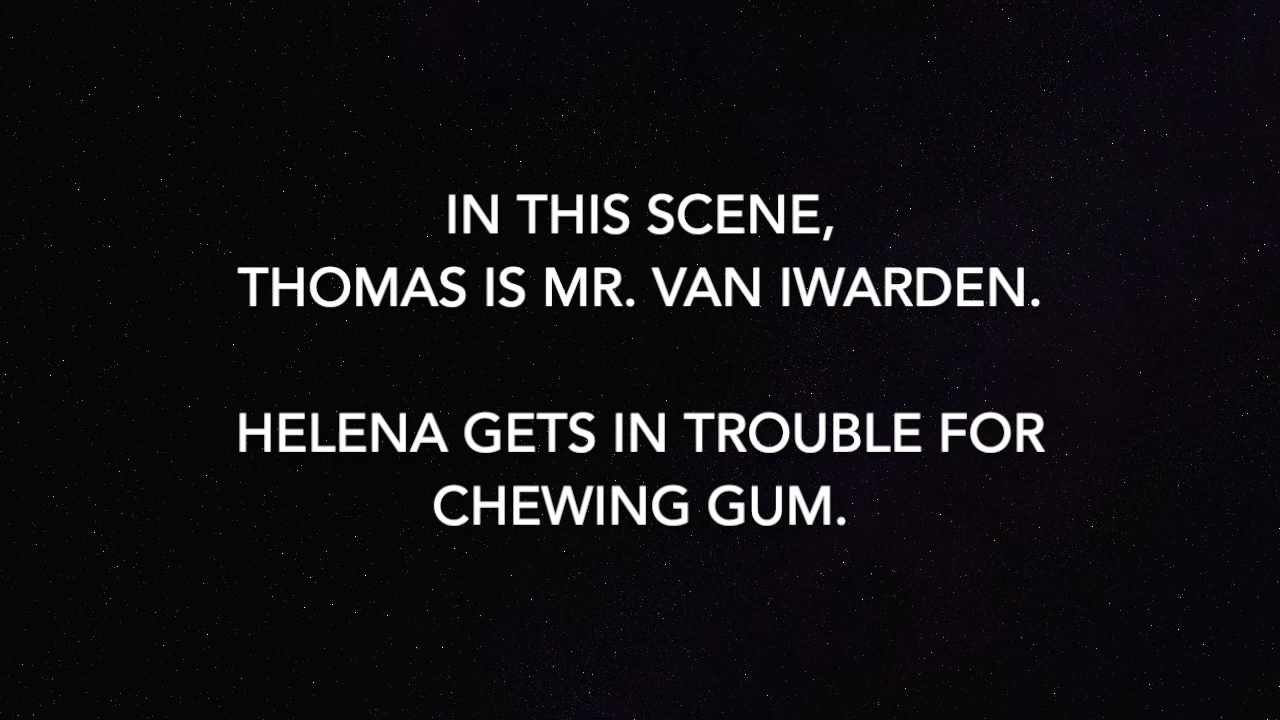 IN THIS SCENE,
THOMAS IS MR. VAN IWARDEN.
HELENA GETS IN TROUBLE FOR
CHEWING GUM.